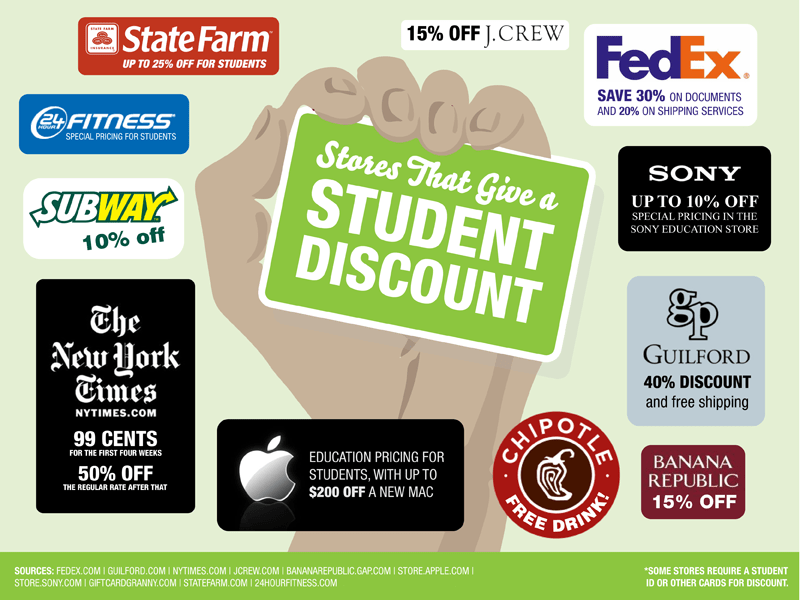 STATE FARM
INSURANCE
State Farm™
UP TO 25% OFF FOR STUDENTS
15% OFF J.CREW
FedEx®
SAVE 30% ON DOCUMENTS
AND 20% ON SHIPPING SERVICES
24 HOUR FITNESS
SPECIAL PRICING FOR STUDENTS
Stores That Give a
STUDENT
DISCOUNT
SONY
UP TO 10% OFF
SPECIAL PRICING IN THE
SONY EDUCATION STORE
SUBWAY
10% off
The
New York
Times
NYTIMES.COM
99 CENTS
FOR THE FIRST FOUR WEEKS
50% OFF
THE REGULAR RATE AFTER THAT
gp
GUILFORD
40% DISCOUNT
and free shipping
EDUCATION PRICING FOR
STUDENTS, WITH UP TO
$200 OFF A NEW MAC
CHIPOTLE
FREE DRINK!
BANANA
REPUBLIC
15% OFF
SOURCES: FEDEX.COM | GUILFORD.COM | NYTIMES.COM | JCREW.COM | BANANAREPUBLIC.GAP.COM | STORE.APPLE.COM |
STORE.SONY.COM | GIFTCARDGRANNY.COM | STATEFARM.COM | 24HOURFITNESS.COM
*SOME STORES REQUIRE A STUDENT
ID OR OTHER CARDS FOR DISCOUNT.